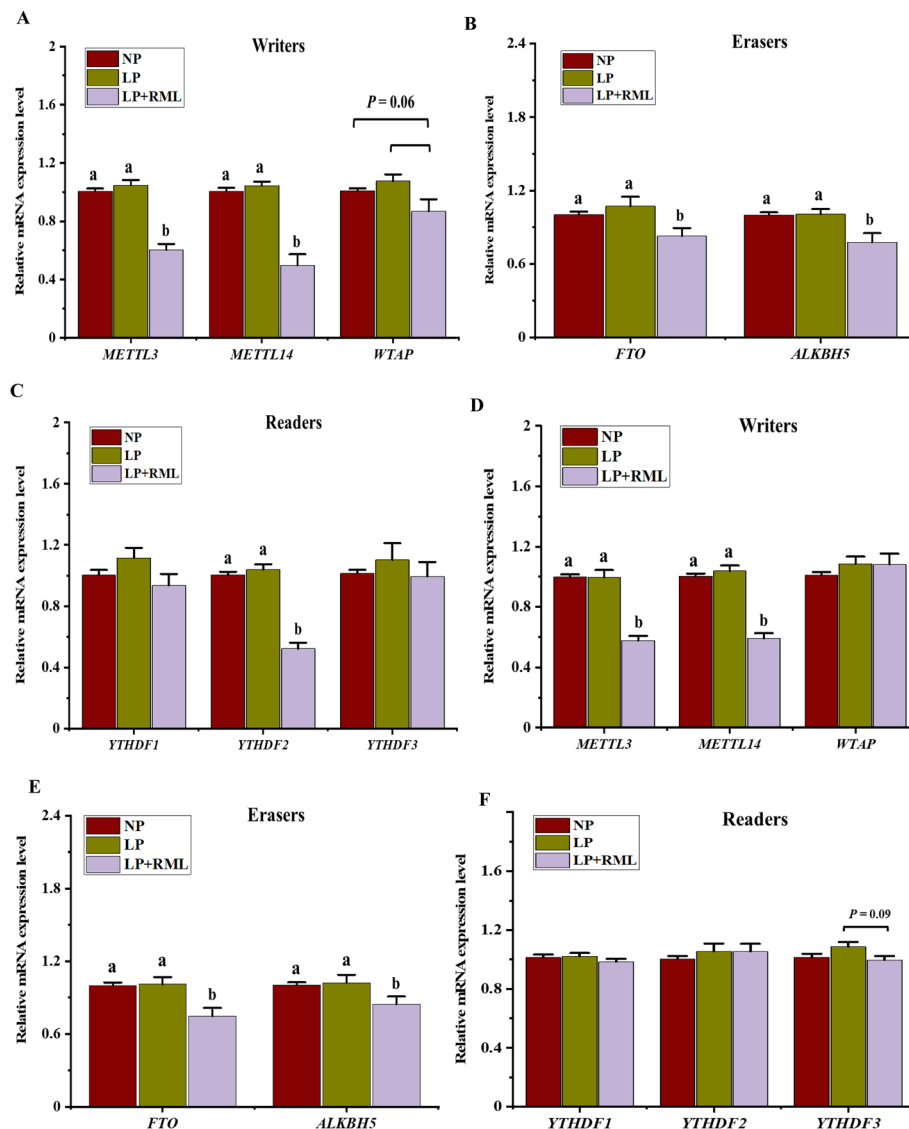 A
Writers
NP
LP
LP+RML
P = 0.06
a a b a a b
Relative mRNA expression level
2
1.6
1.2
0.8
0.4
0
METTL3 METTL14 WTAP
B
Erasers
NP
LP
LP+RML
a a b a a b
Relative mRNA expression level
2.4
1.8
1.2
0.6
0
FTO ALKBH5
C
Readers
NP
LP
LP+RML
a a b
Relative mRNA expression level
2
1.6
1.2
0.8
0.4
0
YTHDF1 YTHDF2 YTHDF3
D
Writers
NP
LP
LP+RML
a a b a a b
Relative mRNA expression level
2
1.6
1.2
0.8
0.4
0
METTL3 METTL14 WTAP
E
Erasers
NP
LP
LP+RML
a a b a a b
Relative mRNA expression level
2.4
1.8
1.2
0.6
0
FTO ALKBH5
F
Readers
NP
LP
LP+RML
P = 0.09
Relative mRNA expression level
1.6
1.2
0.8
0.4
0
YTHDF1 YTHDF2 YTHDF3